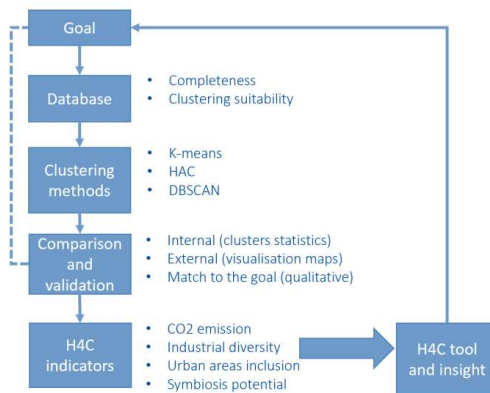 Goal
Database
• Completeness
• Clustering suitability
Clustering
methods
• K-means
• HAC
• DBSCAN
Comparison
and
validation
• Internal (clusters statistics)
• External (visualisation maps)
• Match to the goal (qualitative)
H4C
indicators
• CO2 emission
• Industrial diversity
• Urban areas inclusion
• Symbiosis potential
H4C tool
and insight